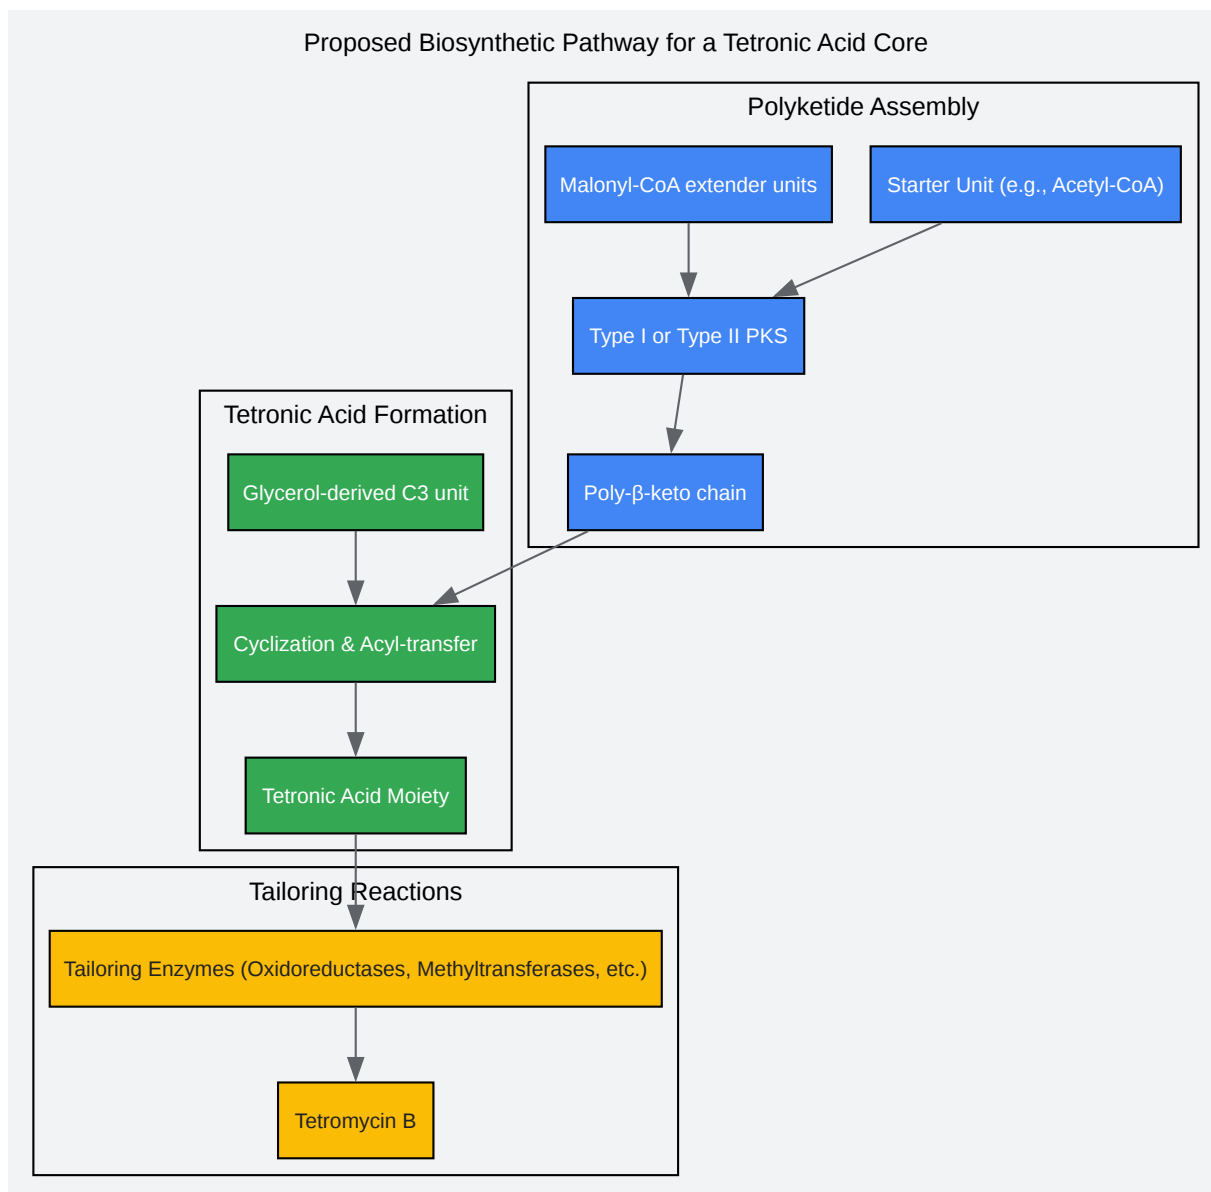 Proposed Biosynthetic Pathway for a Tetronic Acid Core
Polyketide Assembly
Malonyl-CoA extender units
Starter Unit (e.g., Acetyl-CoA)
Type I or Type II PKS
Poly-β-keto chain
Tetronic Acid Formation
Glycerol-derived C3 unit
Cyclization & Acyl-transfer
Tetronic Acid Moiety
Tailoring Reactions
Tailoring Enzymes (Oxidoreductases, Methyltransferases, etc.)
Tetromycin B